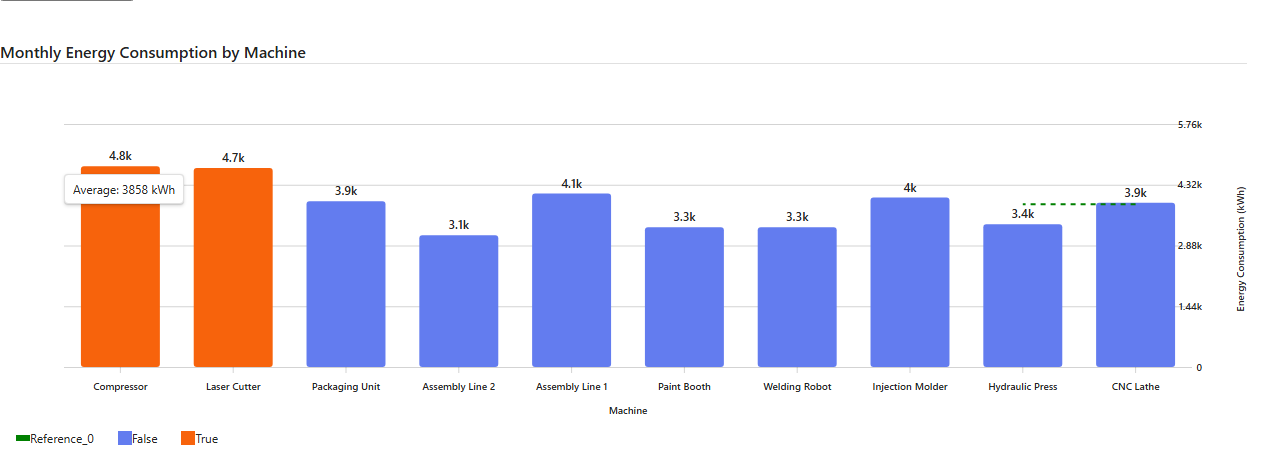 Monthly Energy Consumption by Machine
5.76k
4.8k
4.7k
Average: 3858 kWh
3.9k
3.1k
4.1k
3.3k
3.3k
4k
3.4k
3.9k
4.32k
2.88k
1.44k
0
Energy Consumption (kWh)
Compressor
Laser Cutter
Packaging Unit
Assembly Line 2
Assembly Line 1
Paint Booth
Welding Robot
Injection Molder
Hydraulic Press
CNC Lathe
Machine
Reference_0
False
True